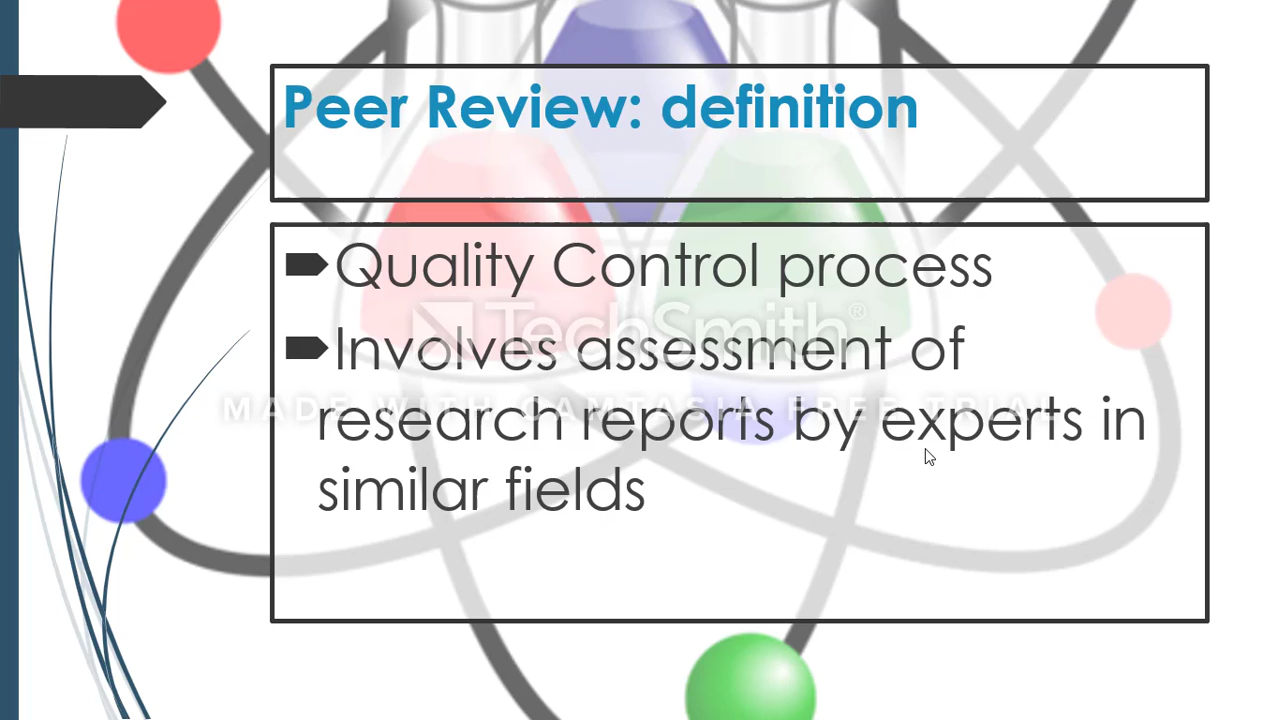 Peer Review: definition
Quality Control process
TechSmith®
Involves assessment of
MADE WITH CAMTASIA FREE TRIAL
research reports by experts in
similar fields